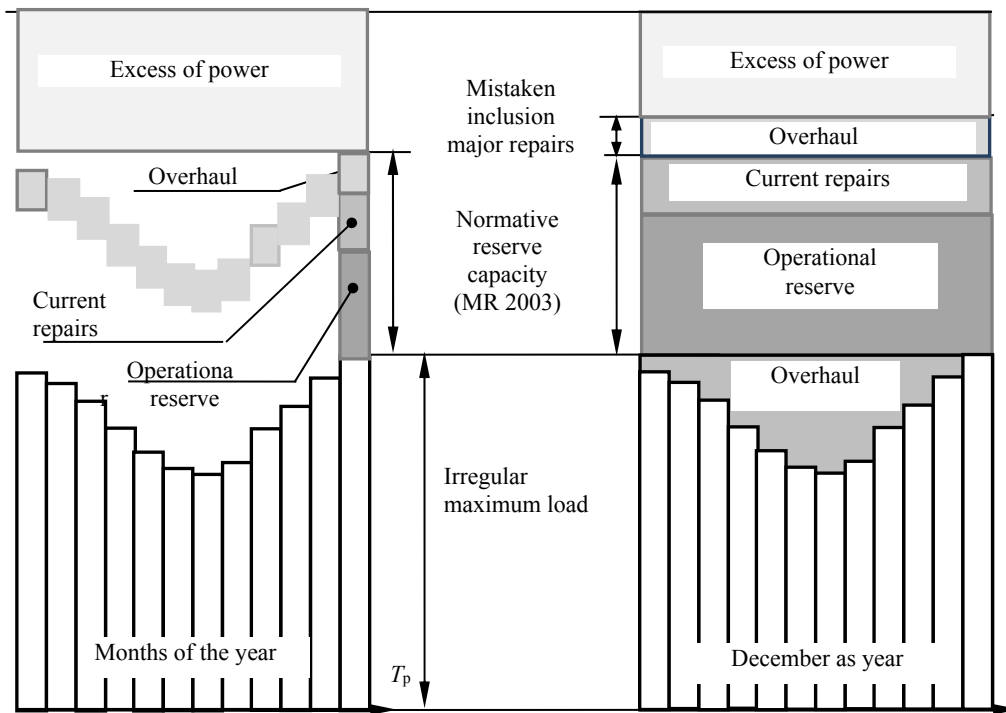 Excess of power
Overhaul
Current
repairs
Operationa
r
reserve
Months of the year
Mistaken
inclusion
major repairs
Normative
reserve
capacity
(MR 2003)
Irregular
maximum load
Tp
Excess of power
Overhaul
Current repairs
Operational
reserve
Overhaul
December as year